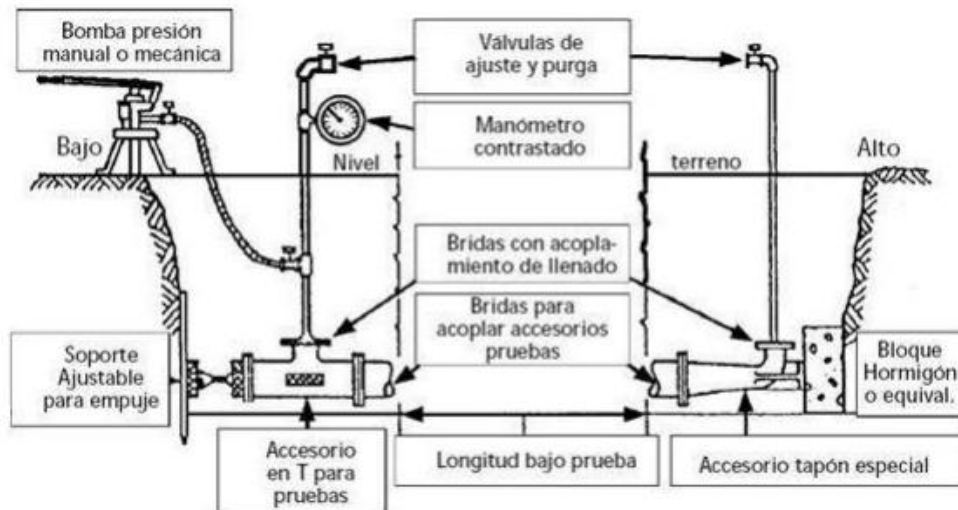 Bomba presión
manual o mecánica
Válvulas de
ajuste y purga
Manómetro
contrastado
Bajo
Nivel
terreno
Alto
Bridas con acopla-
miento de llenado
Bridas para
acoplar accesorios
pruebas
Soporte
Ajustable
para empuje
Bloque
Hormigón
o equival.
Accesorio
en T para
pruebas
Longitud bajo prueba
Accesorio tapón especial